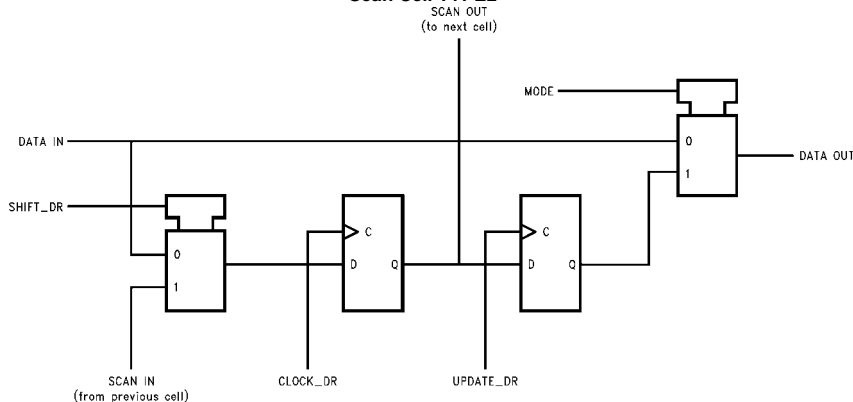 SCAN OUT
(to next cell)
MODE
DATA IN
0
1
DATA OUT
SHIFT_DR
0
1
C
D
Q
C
D
Q
SCAN IN
(from previous cell)
CLOCK_DR
UPDATE_DR